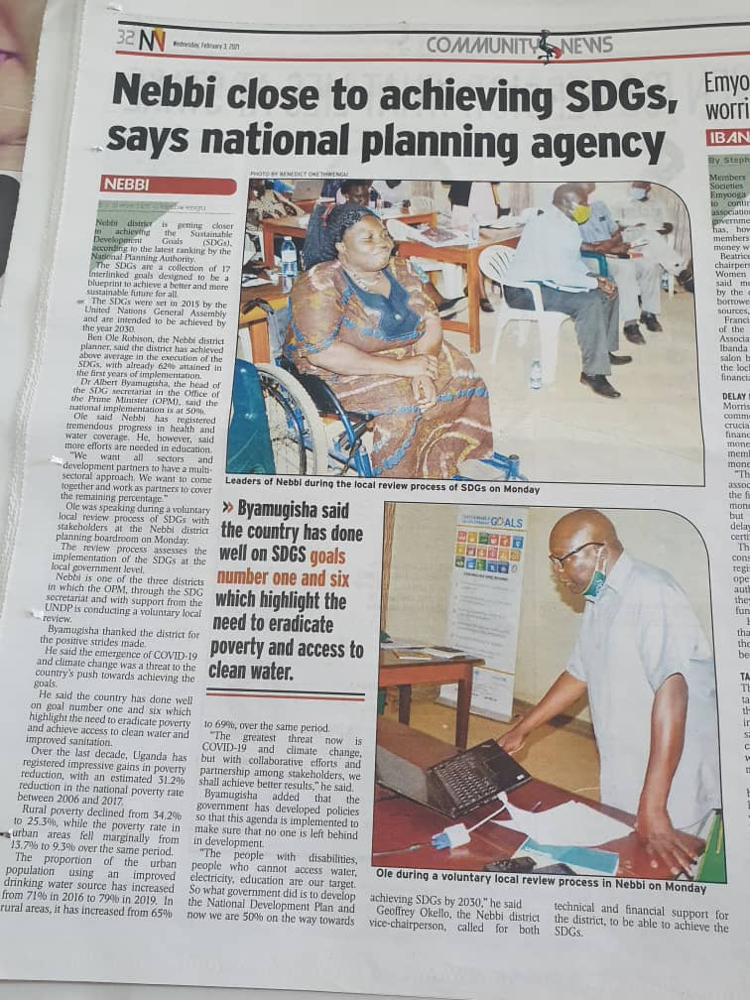 32
Wednesday, February 3, 2021
COMMUNITY NEWS
Nebbi close to achieving SDGs,
says national planning agency
NEBBI
PHOTO BY BENEDICT OKETHWENGU
By Benedict Okethwengu
Nebbi district is getting closer
to achieving the Sustainable
Development Goals (SDGs),
according to the latest ranking by the
National Planning Authority.
The SDGs are a collection of 17
interlinked goals designed to be a
blueprint to achieve a better and more
sustainable future for all.
The SDGs were set in 2015 by the
United Nations General Assembly
and are intended to be achieved by
the year 2030.
Ben Ole Robison, the Nebbi district
planner, said the district has achieved
above average in the execution of the
SDGs, with already 62% attained in
the first years of implementation.
Dr Albert Byamugisha, the head of
the SDG secretariat in the Office of
the Prime Minister (OPM), said the
national implementation is at 50%.
Ole said Nebbi has registered
tremendous progress in health and
water coverage. He, however, said
more efforts are needed in education.
"We want all sectors and
development partners to have a multi-
sectoral approach. We want to come
together and work as partners to cover
the remaining percentage."
Ole was speaking during a voluntary
local review process of SDGs with
stakeholders at the Nebbi district
planning boardroom on Monday.
The review process assesses the
implementation of the SDGs at the
local government level.
Nebbi is one of the three districts
in which the OPM, through the SDG
secretariat and with support from the
UNDP is conducting a voluntary local
review.
Byamugisha thanked the district for
the positive strides made.
He said the emergence of COVID-19
and climate change was a threat to the
country's push towards achieving the
goals.
He said the country has done well
on goal number one and six which
highlight the need to eradicate poverty
and achieve access to clean water and
improved sanitation.
Over the last decade, Uganda has
registered impressive gains in poverty
reduction, with an estimated 31.2%
reduction in the national poverty rate
between 2006 and 2017.
Rural poverty declined from 34.2%
to 25.3%, while the poverty rate in
urban areas fell marginally from
13.7% to 9.3% over the same period.
The proportion of the urban
population using an improved
drinking water source has increased
from 71% in 2016 to 79% in 2019. In
rural areas, it has increased from 65%
Leaders of Nebbi during the local review process of SDGs on Monday
» Byamugisha said
the country has done
well on SDGS goals
number one and six
which highlight the
need to eradicate
poverty and access to
clean water.
to 69%, over the same period.
"The greatest threat now is
COVID-19 and climate change,
but with collaborative efforts and
partnership among stakeholders, we
shall achieve better results," he said.
Byamugisha added that the
government has developed policies
so that this agenda is implemented to
make sure that no one is left behind
in development.
"The people with disabilities,
people who cannot access water,
electricity, education are our target.
So what government did is to develop
the National Development Plan and
now we are 50% on the way towards
GOALS
Ole during a voluntary local review process in Nebbi on Monday
achieving SDGs by 2030," he said
Geoffrey Okello, the Nebbi district
vice-chairperson, called for both
technical and financial support for
the district, to be able to achieve the
SDGs.
Emyo
worri
IBAN
By Steph
Members
Societies
Emyooga
to contin
association
governme
has, how
members
money w
Beatrice
chairpers
Women
said m
by the
borrowe
sources,
Franci
of the
Associa
Ibanda
salon b
the loc
financi
DELAY
Morris
comme
crucia
financ
mone
memb
mone
"Th
assoc
the f
mon
but
dela
certi
Th
cons
regi
ope
aut
the
fun
tha
the
be
TA